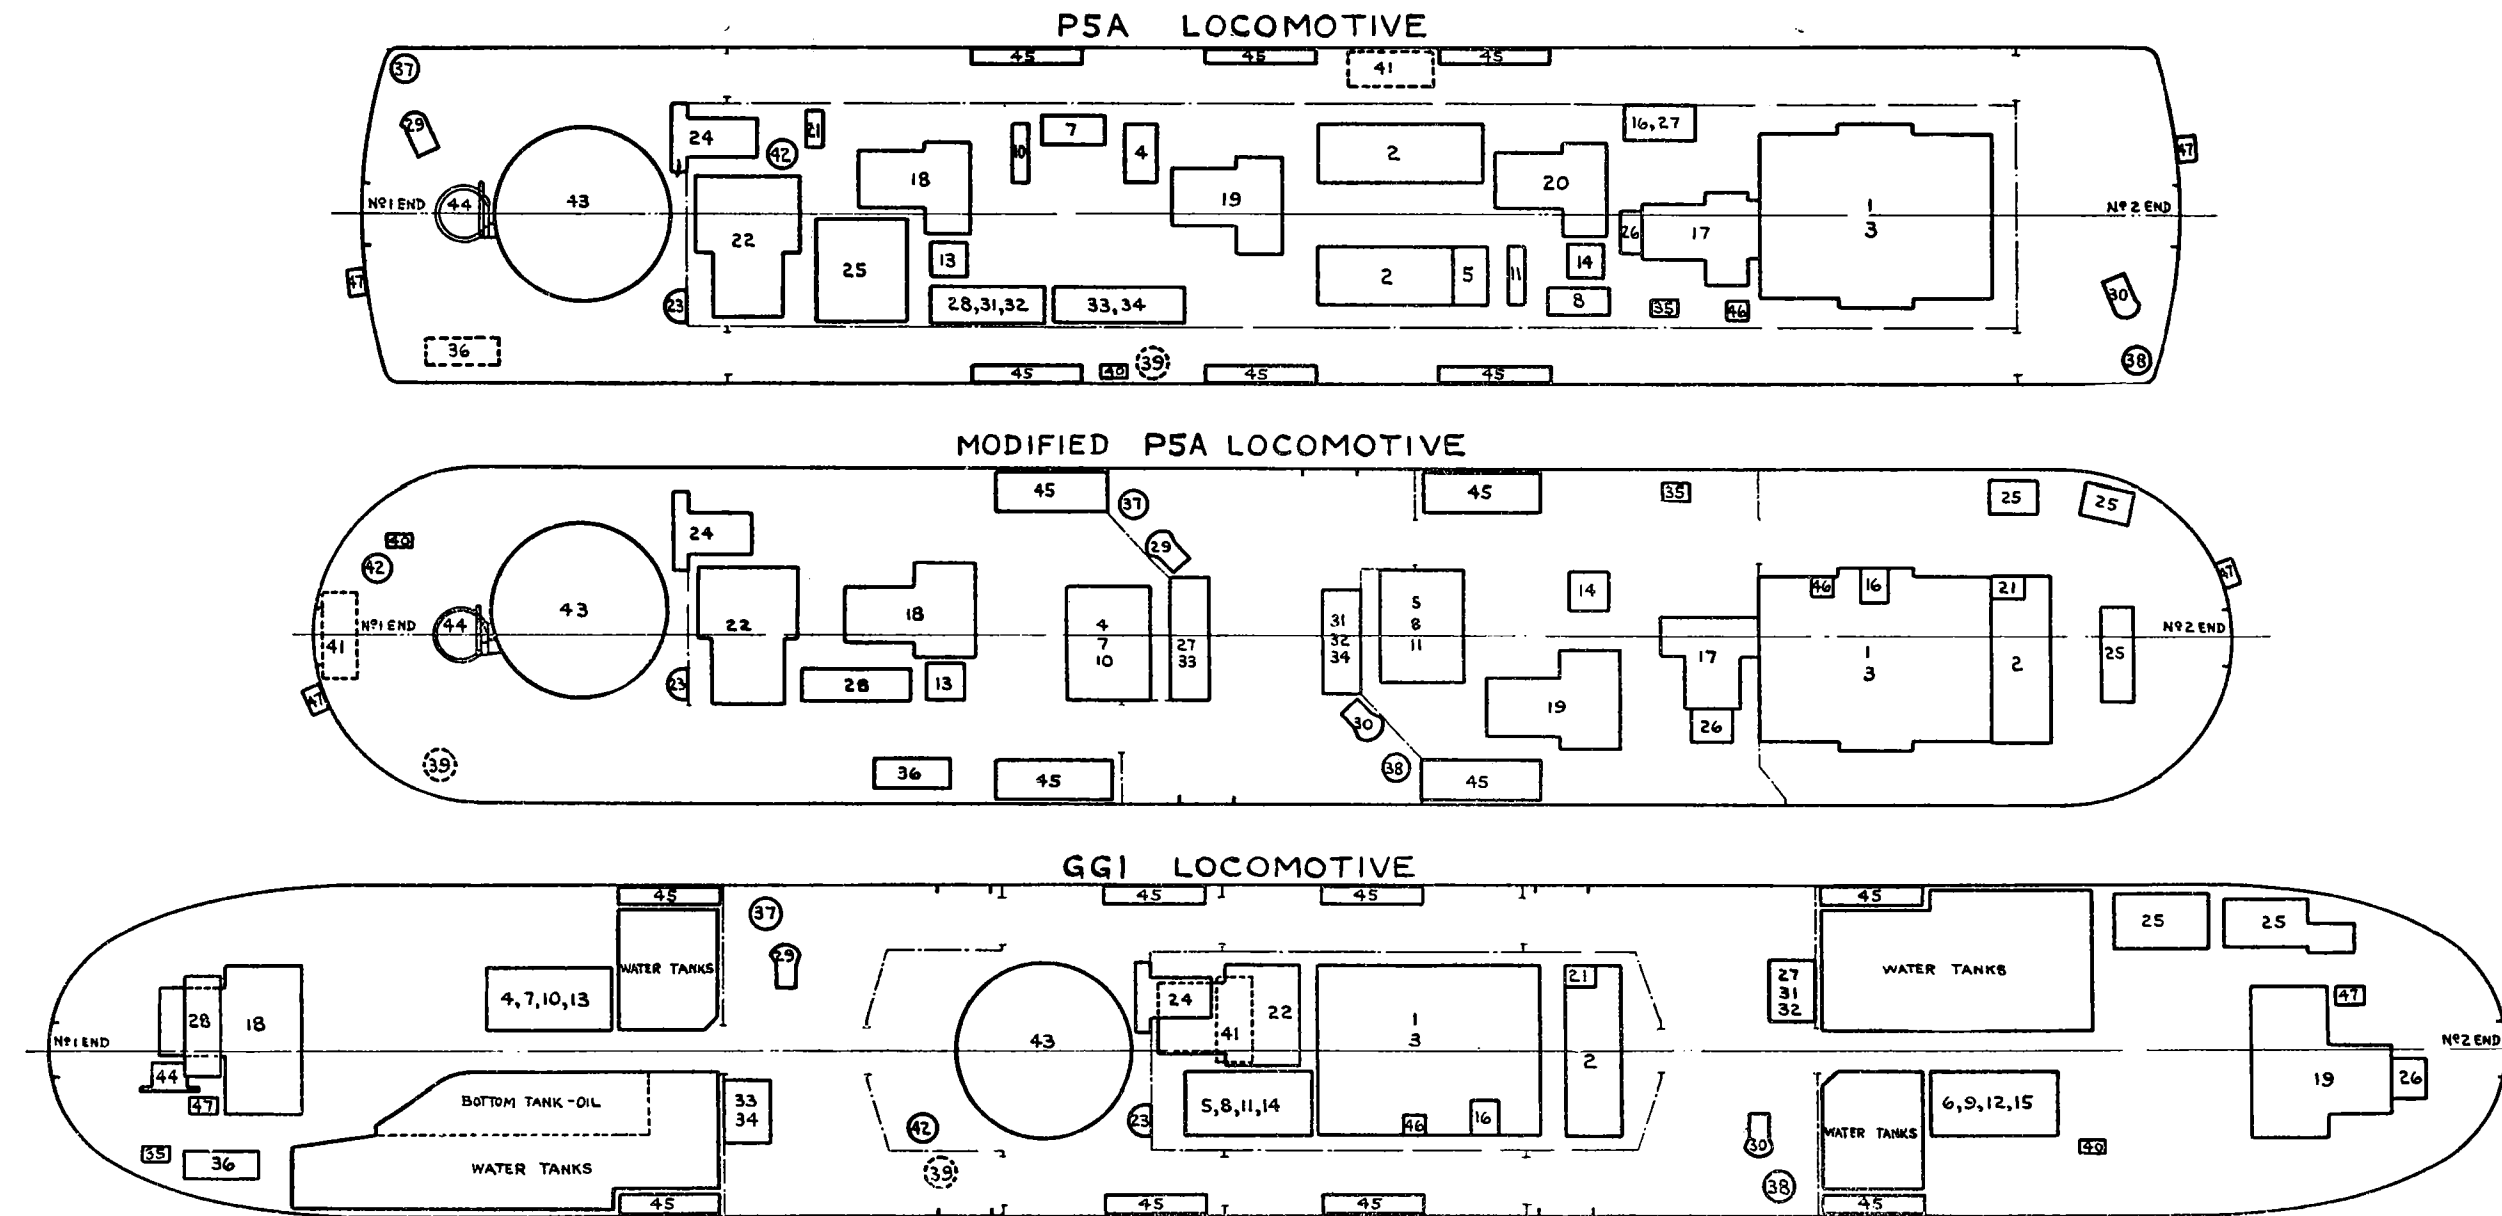 P5A LOCOMOTIVE
45 45 41 45
37
29 24 42 21 18 10 7 4 19 2 20 16,27
47
Nº1 END 44 43 22 25 13 26 17 1 3 Nº2 END
47 23 28,31,32 33,34 2 5 11 14 8 35 46 30
36 45 40 39 45 45 38
MODIFIED P5A LOCOMOTIVE
45 37 45 35 25 25
24 29
40 42 43 18 14 46 16 21 47
Nº1 END 44 22 4 7 10 27 33 31 32 34 5 8 11 17 1 3 2 25 Nº2 END
41 47 23 28 13 30 19 26
39 36 45 38 45
GG1 LOCOMOTIVE
45 45 45 45
37 25 25
29 WATER TANKS WATER TANKS
4,7,10,13 24 41 22 21 27 31 32 47
28 18 43 1 3 2
Nº1 END Nº2 END
44 47 BOTTOM TANK-OIL 33 34 5,8,11,14 6,9,12,15 19 26
42 23 46 16 30 WATER TANKS 40
35 36 WATER TANKS 39 38
45 45 45 45